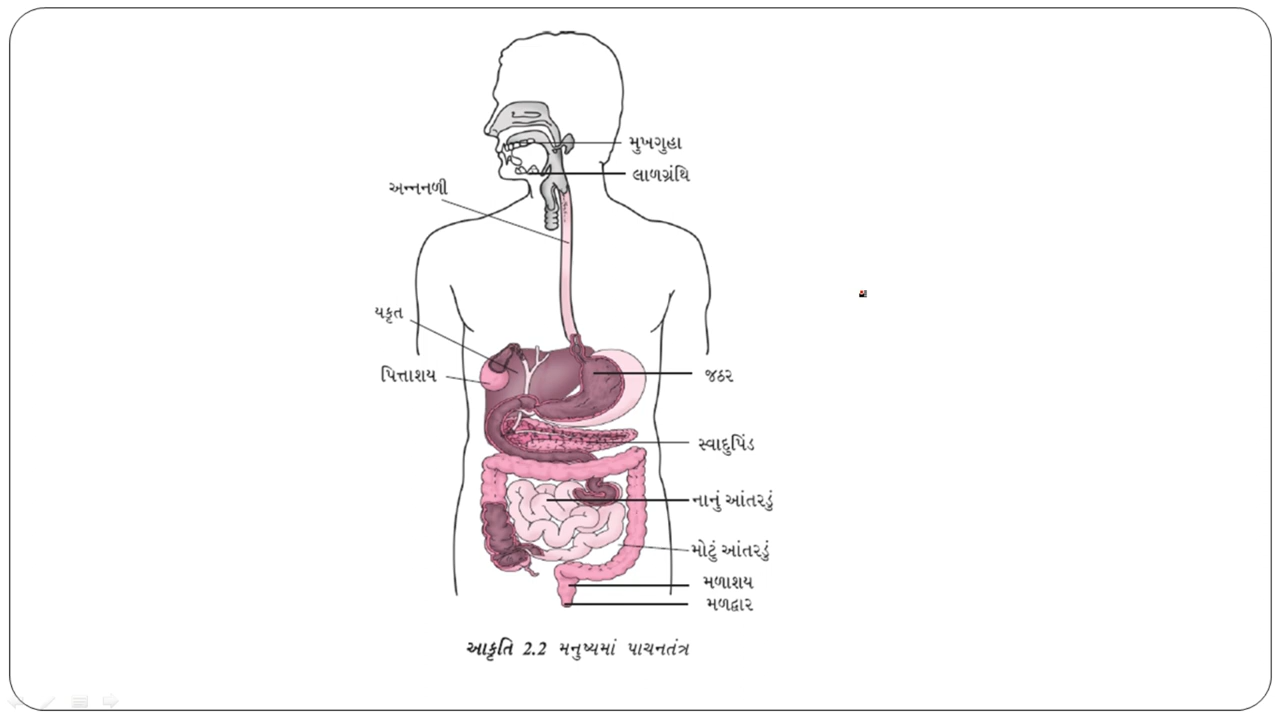 મુખગુહા
લાળગ્રંથિ
અન્નનળી
યકૃત
પિત્તાશય
જઠર
સ્વાદુપિંડ
નાનું આંતરડું
મોટું આંતરડું
મળાશય
મળદ્વાર
આકૃતિ 2.2 મનુષ્યમાં પાચનતંત્ર